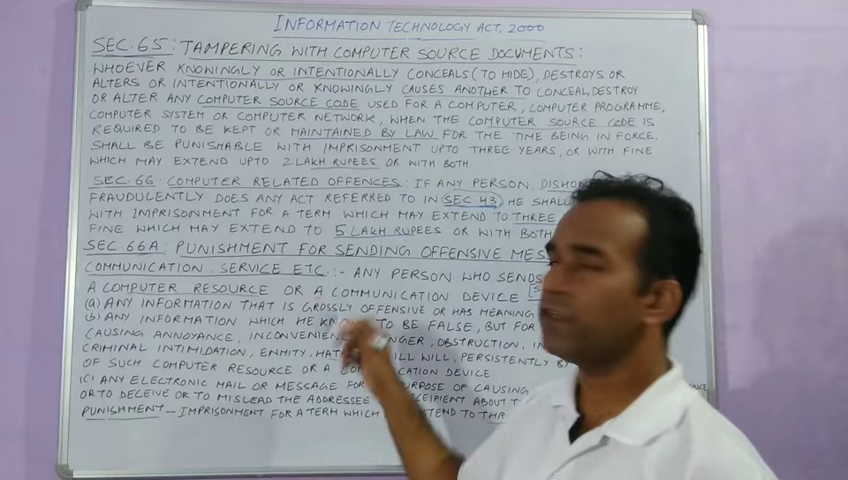 INFORMATION TECHNOLOGY ACT, 2000
SEC. 65: TAMPERING WITH COMPUTER SOURCE DOCUMENTS:
WHOEVER KNOWINGLY OR INTENTIONALLY CONCEALS (TO HIDE), DESTROYS OR
ALTERS OR INTENTIONALLY OR KNOWINGLY CAUSES ANOTHER TO CONCEAL, DESTROY
OR ALTER ANY COMPUTER SOURCE CODE USED FOR A COMPUTER, COMPUTER PROGRAMME,
COMPUTER SYSTEM OR COMPUTER NETWORK, WHEN THE COMPUTER SOURCE CODE IS
REQUIRED TO BE KEPT OR MAINTAINED BY LAW FOR THE TIME BEING IN FORCE.
SHALL BE PUNISHABLE WITH IMPRISONMENT UPTO THREE YEARS, OR WITH FINE
WHICH MAY EXTEND UPTO 2 LAKH RUPEES OR WITH BOTH.
SEC. 66: COMPUTER RELATED OFFENCES: IF ANY PERSON, DISHON
FRAUDULENTLY DOES ANY ACT REFERRED TO IN SEC 43, HE SHALL
WITH IMPRISONMENT FOR A TERM WHICH MAY EXTEND TO THREE
FINE WHICH MAY EXTEND TO 5 LAKH RUPEES OR WITH BOTH
SEC. 66A: PUNISHMENT FOR SENDING OFFENSIVE MES
COMMUNICATION SERVICE ETC :- ANY PERSON WHO SENDS
A COMPUTER RESOURCE OR A COMMUNICATION DEVICE
(a) ANY INFORMATION THAT IS GROSSLY OFFENSIVE OR HAS MENACING
(b) ANY INFORMATION WHICH HE KNOWS TO BE FALSE, BUT FOR
CAUSING ANNOYANCE, INCONVENIENCE, DANGER, OBSTRUCTION, IN
CRIMINAL INTIMIDATION, ENMITY, HAT ILL WILL, PERSISTENTLY BY
OF SUCH COMPUTER RESOURCE OR A COMMUNICATION DEVICE.
(C) ANY ELECTRONIC MAIL OR MESSAGE FOR PURPOSE OF CAUSING
OR TO DECEIVE OR TO MISLEAD THE ADDRESSEE RECEIPIENT ABOUT T
PUNISHMENT - IMPRISONMENT FOR A TERM WHICH EXTEND TO THR